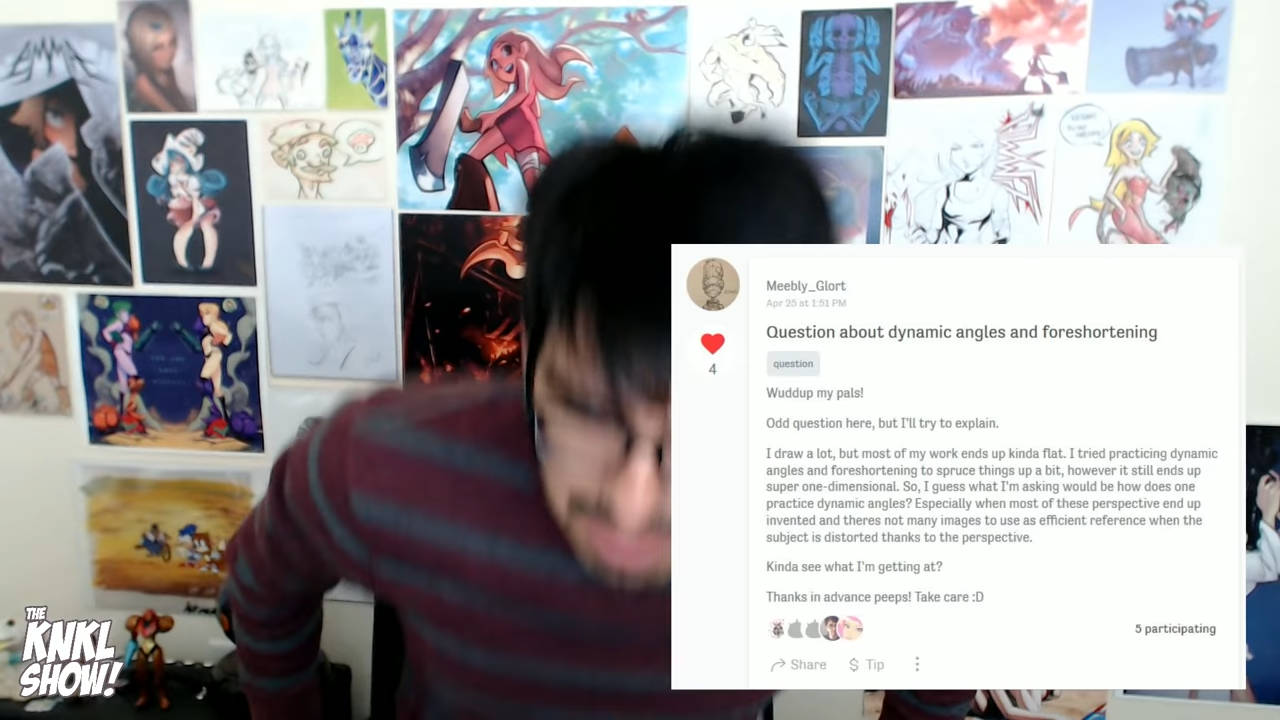 EMMA
Meebly_Glort
Apr 25 at 1:51 PM
Question about dynamic angles and foreshortening
4
question
Wuddup my pals!
Odd question here, but I'll try to explain.
I draw a lot, but most of my work ends up kinda flat. I tried practicing dynamic
angles and foreshortening to spruce things up a bit, however it still ends up
super one-dimensional. So, I guess what I'm asking would be how does one
practice dynamic angles? Especially when most of these perspective end up
invented and theres not many images to use as efficient reference when the
subject is distorted thanks to the perspective.
Kinda see what I'm getting at?
Thanks in advance peeps! Take care :D
5 participating
Share
$ Tip
THE
KNKL
SHOW!